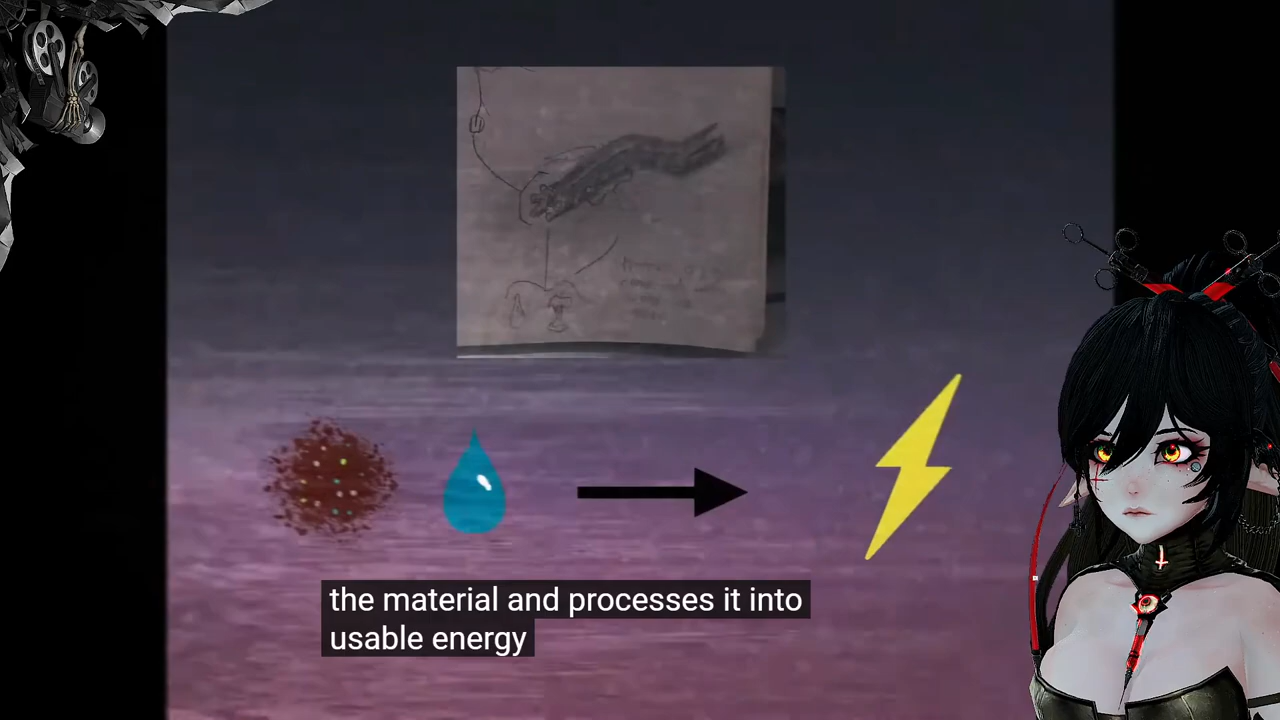 the material and processes it into
usable energy